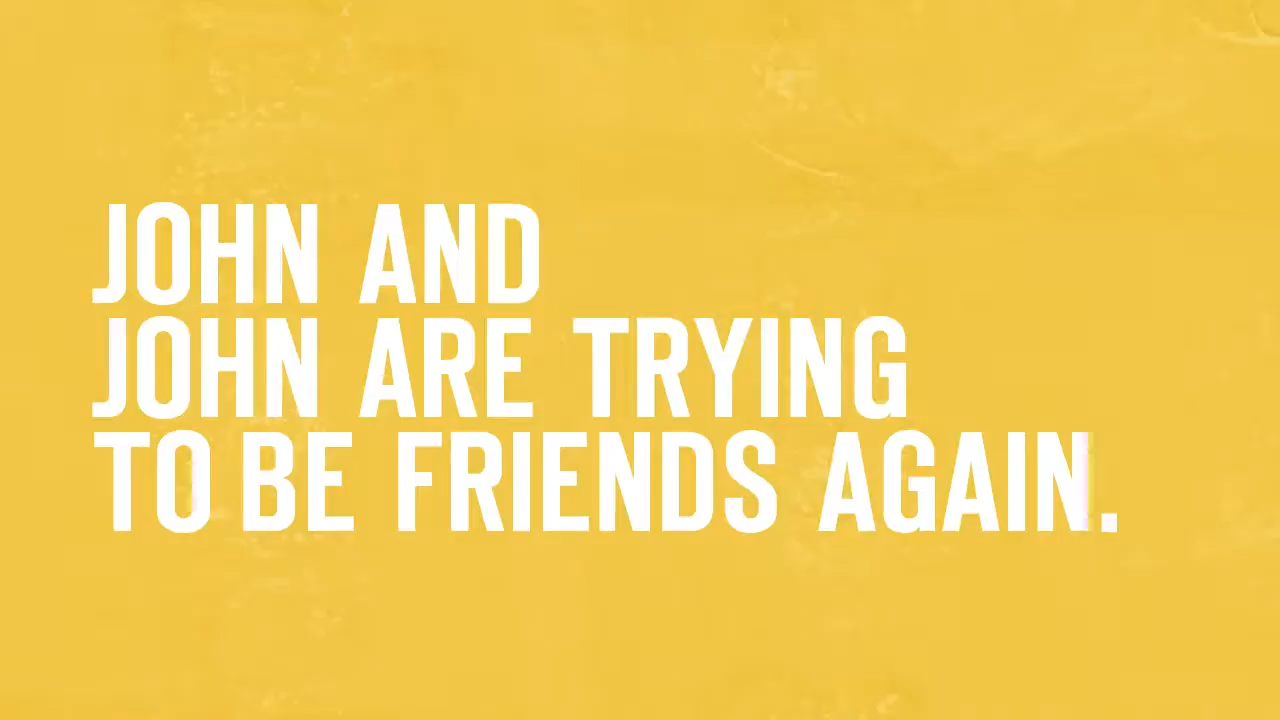 JOHN AND
JOHN ARE TRYING
TO BE FRIENDS AGAIN.